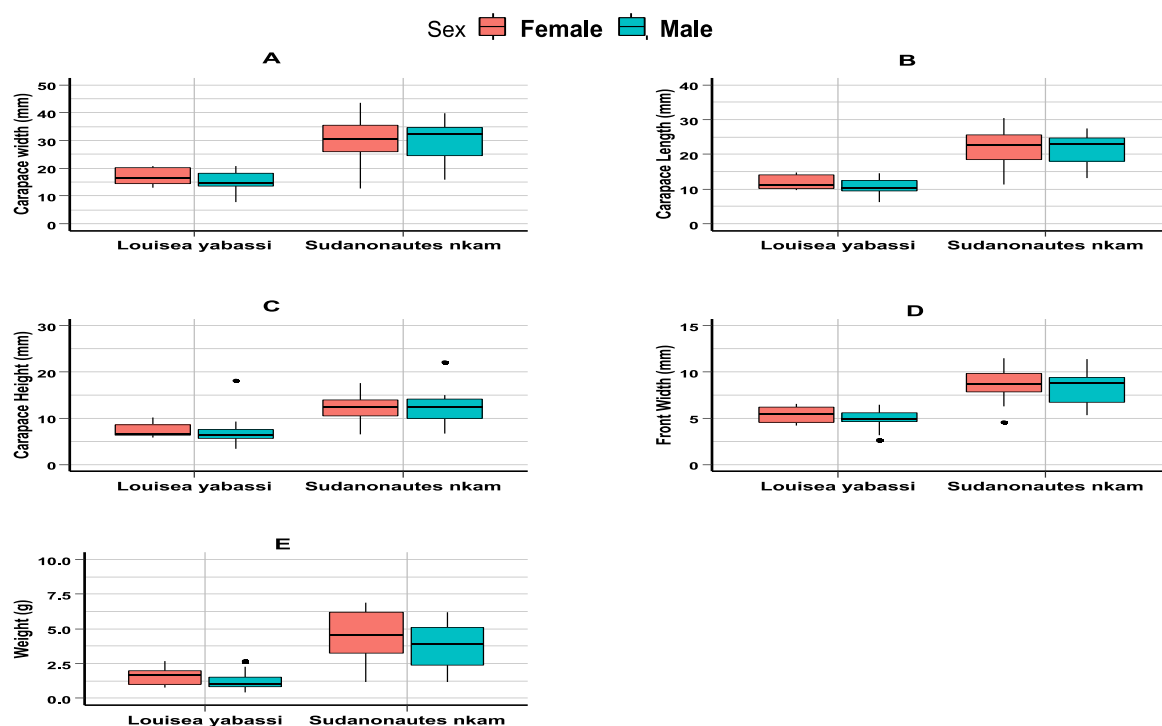 Sex Female Male
A
Carapace width (mm)
50
40
30
20
10
0
Louisea yabassi Sudanonautes nkam
B
Carapace Length (mm)
40
30
20
10
0
Louisea yabassi Sudanonautes nkam
C
Carapace Height (mm)
30
20
10
0
Louisea yabassi Sudanonautes nkam
D
Front Width (mm)
15
10
5
0
Louisea yabassi Sudanonautes nkam
E
Weight (g)
10.0
7.5
5.0
2.5
0.0
Louisea yabassi Sudanonautes nkam